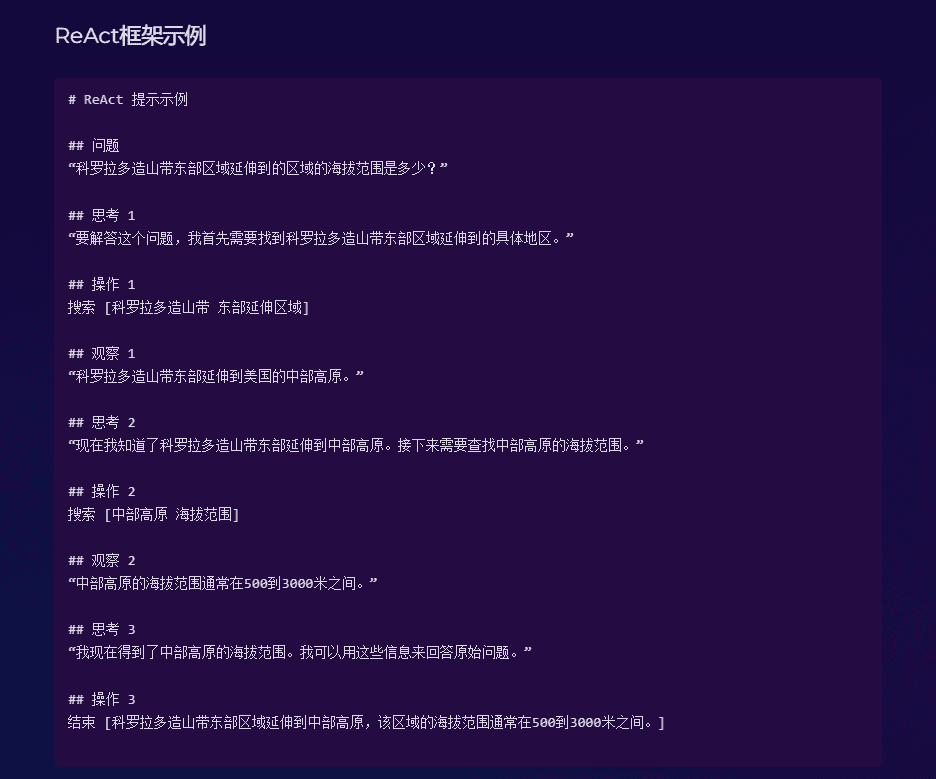 ReAct框架示例
# ReAct 提示示例
## 问题
“科罗拉多造山带东部区域延伸到的区域的海拔范围是多少？”
## 思考 1
“要解答这个问题，我首先需要找到科罗拉多造山带东部区域延伸到的具体地区。”
## 操作 1
搜索 [科罗拉多造山带 东部延伸区域]
## 观察 1
“科罗拉多造山带东部延伸到美国的中部高原。”
## 思考 2
“现在我知道了科罗拉多造山带东部延伸到中部高原。接下来需要查找中部高原的海拔范围。”
## 操作 2
搜索 [中部高原 海拔范围]
## 观察 2
“中部高原的海拔范围通常在500到3000米之间。”
## 思考 3
“我现在得到了中部高原的海拔范围。我可以用这些信息来回答原始问题。”
## 操作 3
结束 [科罗拉多造山带东部区域延伸到中部高原，该区域的海拔范围通常在500到3000米之间。]